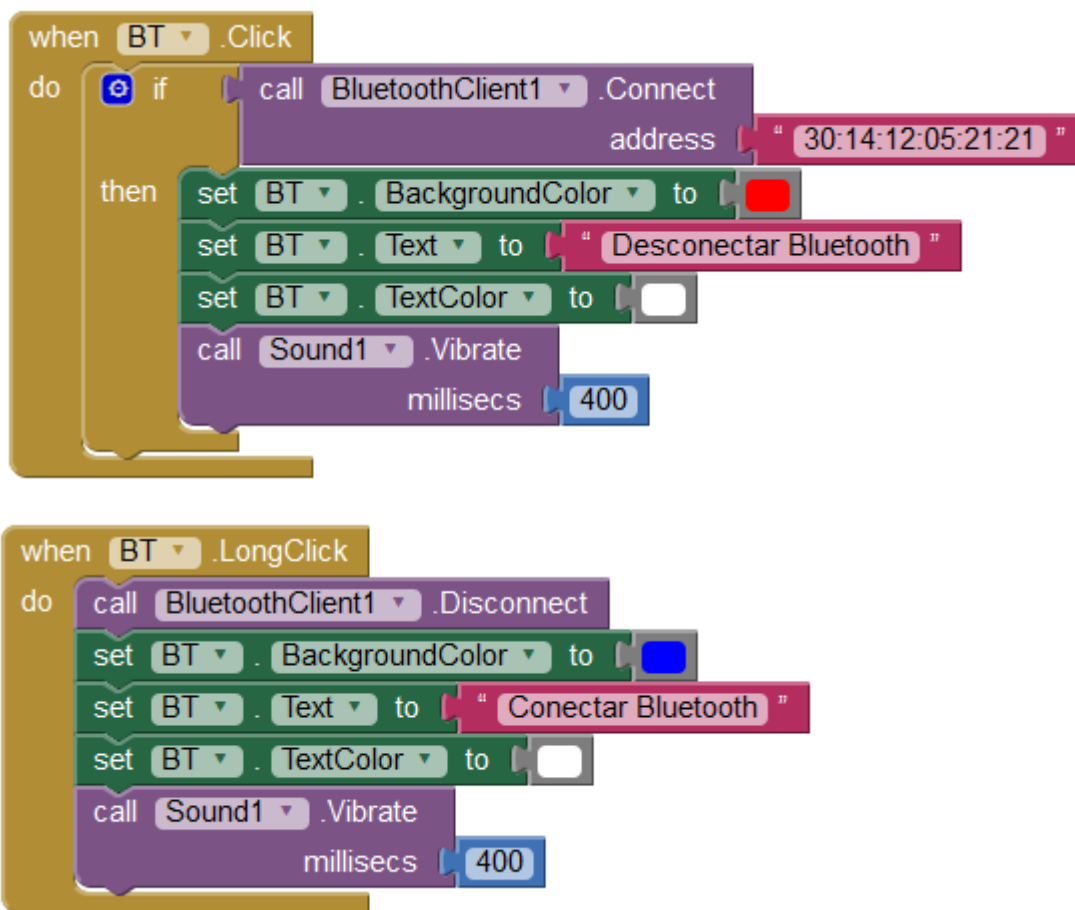 when BT .Click
do if call BluetoothClient1 .Connect
address " 30:14:12:05:21:21 "
then set BT . BackgroundColor to
set BT . Text to " Desconectar Bluetooth "
set BT . TextColor to
call Sound1 .Vibrate
millisecs 400
when BT .LongClick
do call BluetoothClient1 .Disconnect
set BT . BackgroundColor to
set BT . Text to " Conectar Bluetooth "
set BT . TextColor to
call Sound1 .Vibrate
millisecs 400